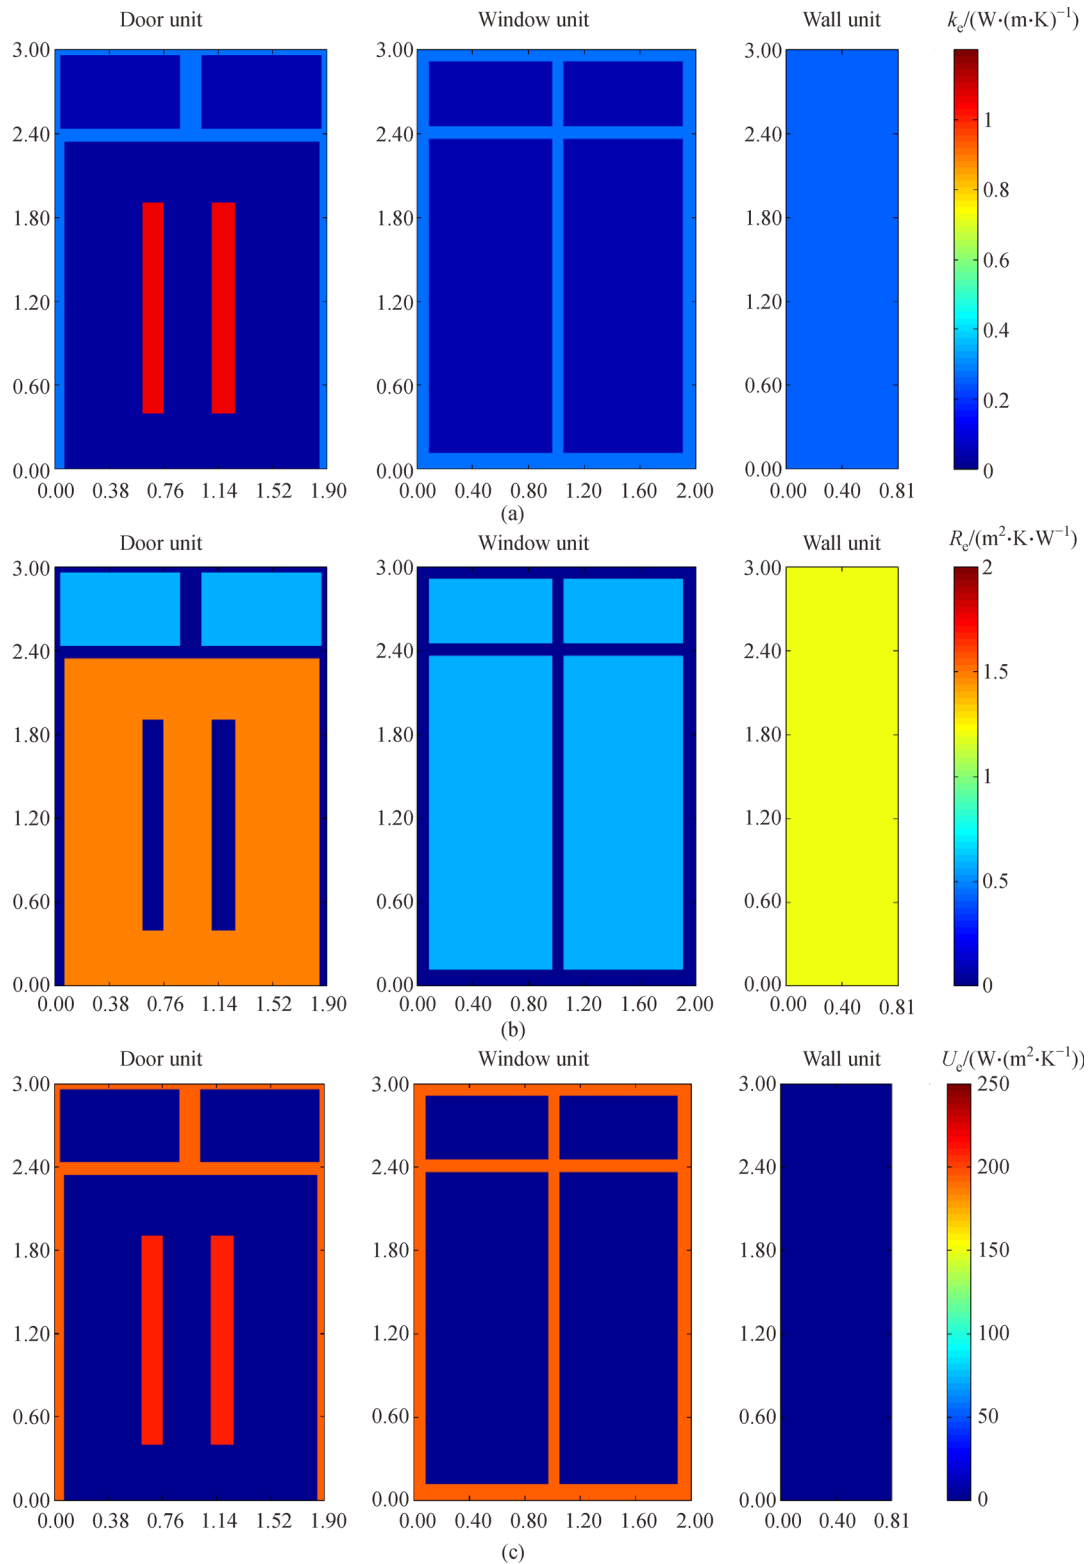 Door unit Window unit Wall unit kₑ/(W·(m·K)⁻¹)
3.00 3.00 3.00
1
2.40 2.40 2.40
0.8
1.80 1.80 1.80
0.6
1.20 1.20 1.20
0.4
0.60 0.60 0.60
0.2
0.00 0.00 0.00 0
0.00 0.38 0.76 1.14 1.52 1.90 0.00 0.40 0.80 1.20 1.60 2.00 0.00 0.40 0.81
(a)
Door unit Window unit Wall unit Rₑ/(m²·K·W⁻¹)
3.00 3.00 3.00 2
2.40 2.40 2.40
1.5
1.80 1.80 1.80
1
1.20 1.20 1.20
0.60 0.60 0.60 0.5
0.00 0.00 0.00 0
0.00 0.38 0.76 1.14 1.52 1.90 0.00 0.40 0.80 1.20 1.60 2.00 0.00 0.40 0.81
(b)
Door unit Window unit Wall unit Uₑ/(W·(m²·K⁻¹))
3.00 3.00 3.00 250
2.40 2.40 2.40 200
1.80 1.80 1.80 150
1.20 1.20 1.20 100
0.60 0.60 0.60 50
0.00 0.00 0.00 0
0.00 0.38 0.76 1.14 1.52 1.90 0.00 0.40 0.80 1.20 1.60 2.00 0.00 0.40 0.81
(c)